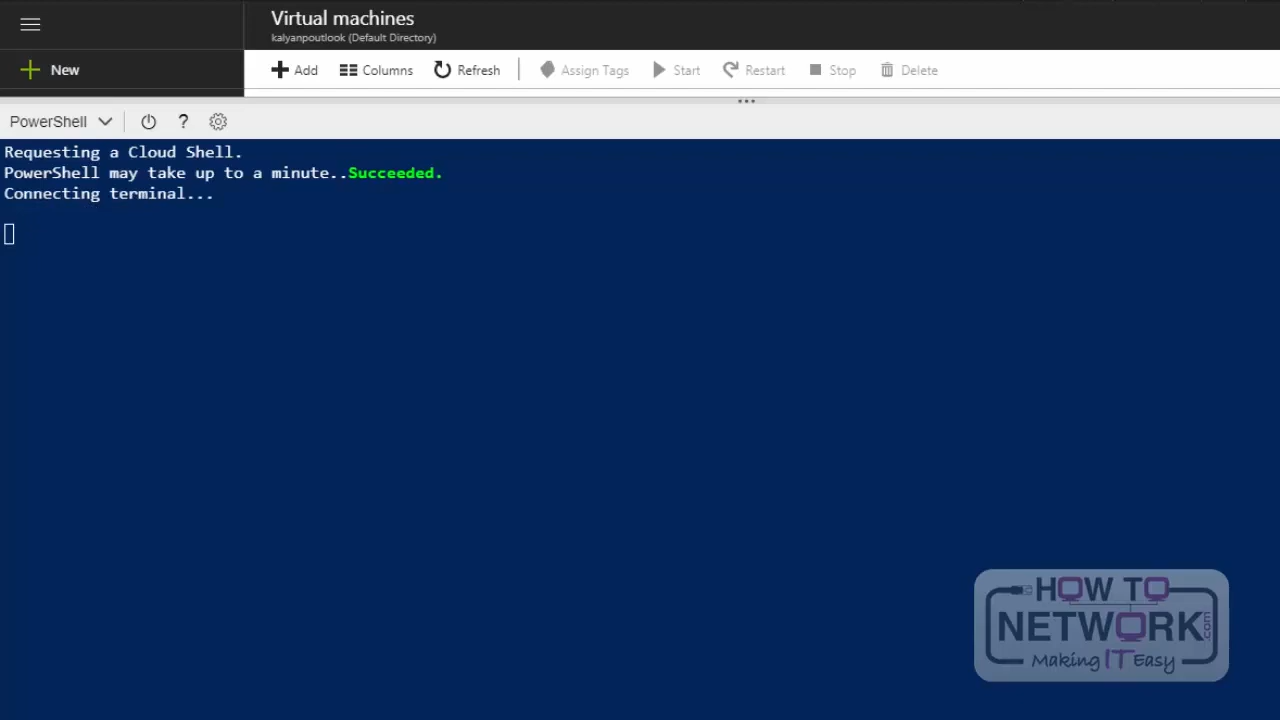 Virtual machines
kalyanpoutlook (Default Directory)
New
Add Columns Refresh Assign Tags Start Restart Stop Delete
PowerShell ?
Requesting a Cloud Shell.
PowerShell may take up to a minute..Succeeded.
Connecting terminal...
HOW TO
NETWORK.com
Making IT Easy